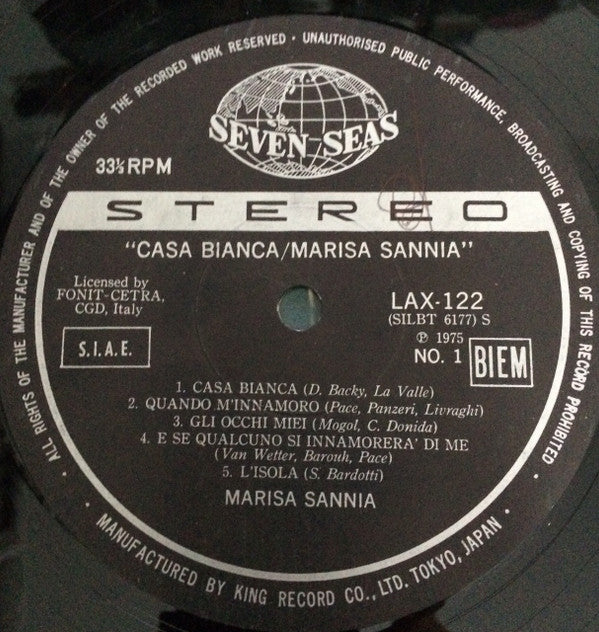 ALL RIGHTS OF THE MANUFACTURER AND OF THE OWNER OF THE RECORDED WORK RESERVED · UNAUTHORISED PUBLIC PERFORMANCE, BROADCASTING AND COPYING OF THIS RECORD PROHIBITED ·
SEVEN-SEAS
33⅓RPM
STEREO
"CASA BIANCA/MARISA SANNIA"
Licensed by
FONIT-CETRA,
CGD, Italy
S.I.A.E.
LAX-122
(SILBT 6177) S
℗ 1975
NO. 1
BIEM
1. CASA BIANCA (D. Backy, La Valle)
2. QUANDO M'INNAMORO (Pace, Panzeri, Livraghi)
3. GLI OCCHI MIEI (Mogol, C. Donida)
4. E SE QUALCUNO SI INNAMORERA' DI ME
(Van Wetter, Barouh, Pace)
5. L'ISOLA (S. Bardotti)
MARISA SANNIA
· MANUFACTURED BY KING RECORD CO., LTD. TOKYO, JAPAN ·